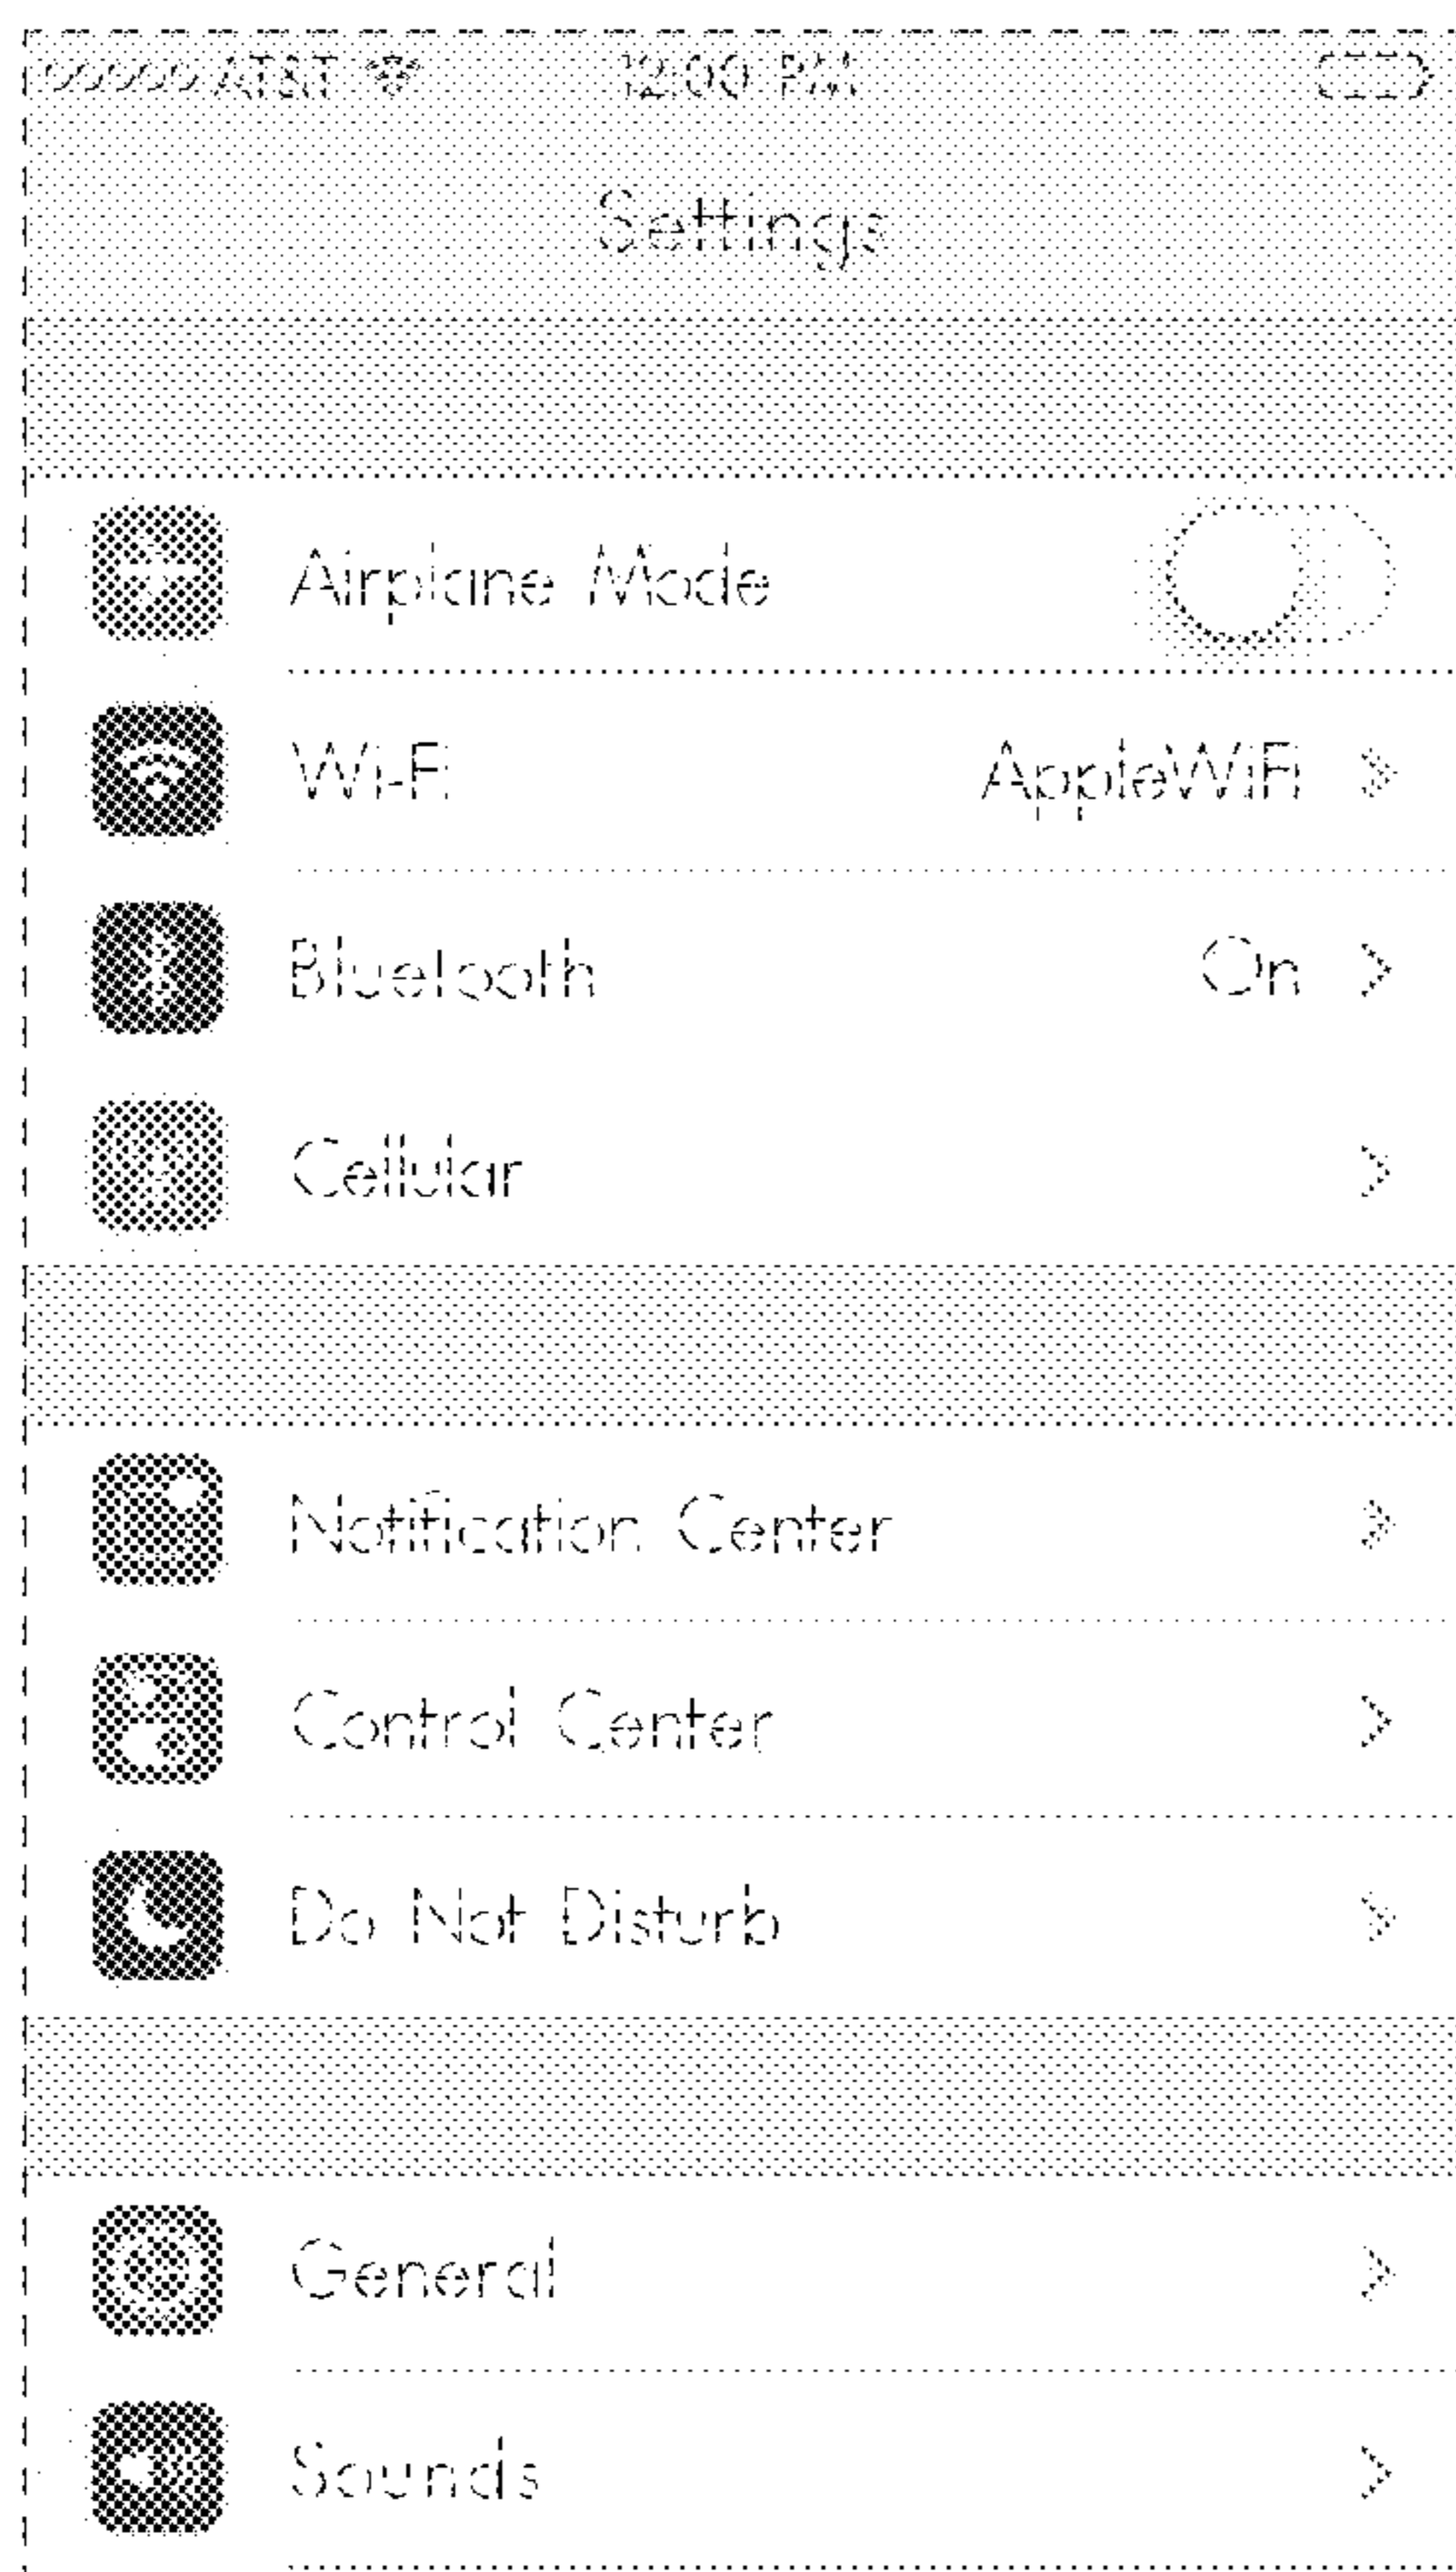 AT&T 12:00 PM
Settings
Airplane Mode
Wi-Fi AppleWiFi
Bluetooth On
Cellular
Notification Center
Control Center
Do Not Disturb
General
Sounds